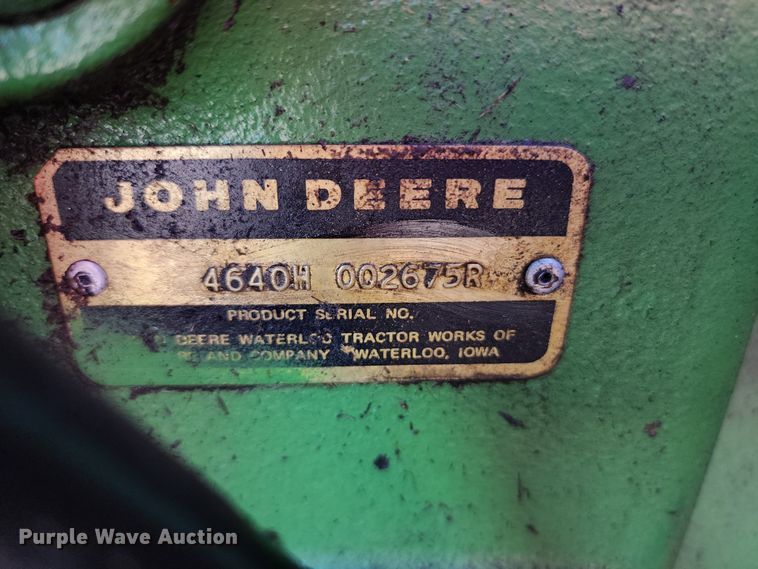 JOHN DEERE
4640H 002675R
PRODUCT SERIAL NO.
DEERE WATERLOO TRACTOR WORKS OF
AND COMPANY WATERLOO, IOWA
Purple Wave Auction